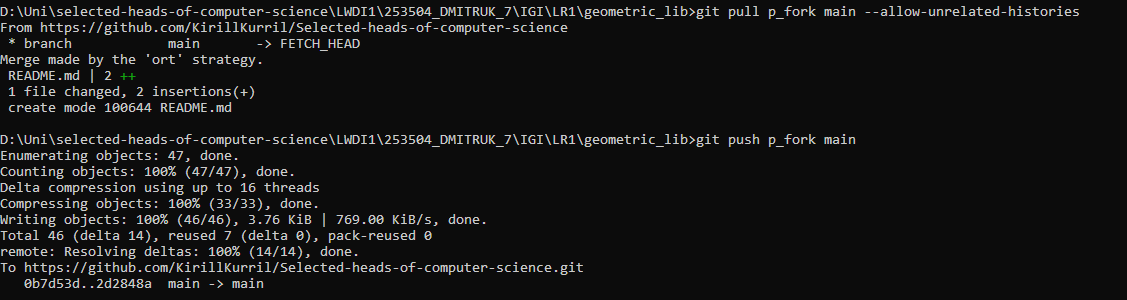 D:\Uni\selected-heads-of-computer-science\LWDI1\253504_DMITRUK_7\IGI\LR1\geometric_lib>git pull p_fork main --allow-unrelated-histories
From https://github.com/KirillKurril/Selected-heads-of-computer-science
 * branch            main       -> FETCH_HEAD
Merge made by the 'ort' strategy.
 README.md | 2 ++
 1 file changed, 2 insertions(+)
 create mode 100644 README.md
D:\Uni\selected-heads-of-computer-science\LWDI1\253504_DMITRUK_7\IGI\LR1\geometric_lib>git push p_fork main
Enumerating objects: 47, done.
Counting objects: 100% (47/47), done.
Delta compression using up to 16 threads
Compressing objects: 100% (33/33), done.
Writing objects: 100% (46/46), 3.76 KiB | 769.00 KiB/s, done.
Total 46 (delta 14), reused 7 (delta 0), pack-reused 0
remote: Resolving deltas: 100% (14/14), done.
To https://github.com/KirillKurril/Selected-heads-of-computer-science.git
   0b7d53d..2d2848a  main -> main